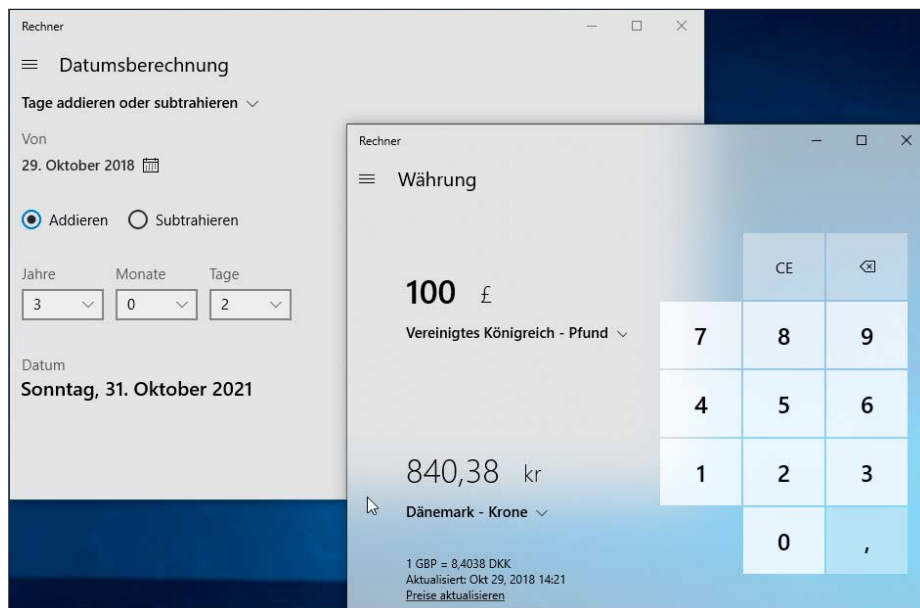 Rechner
Datumsberechnung
Tage addieren oder subtrahieren
Von
29. Oktober 2018
Addieren Subtrahieren
Jahre Monate Tage
3 0 2
Datum
Sonntag, 31. Oktober 2021
Rechner
Währung
100 £
Vereinigtes Königreich - Pfund
840,38 kr
Dänemark - Krone
1 GBP = 8,4038 DKK
Aktualisiert: Okt 29, 2018 14:21
Preise aktualisieren
CE
7 8 9
4 5 6
1 2 3
0 ,